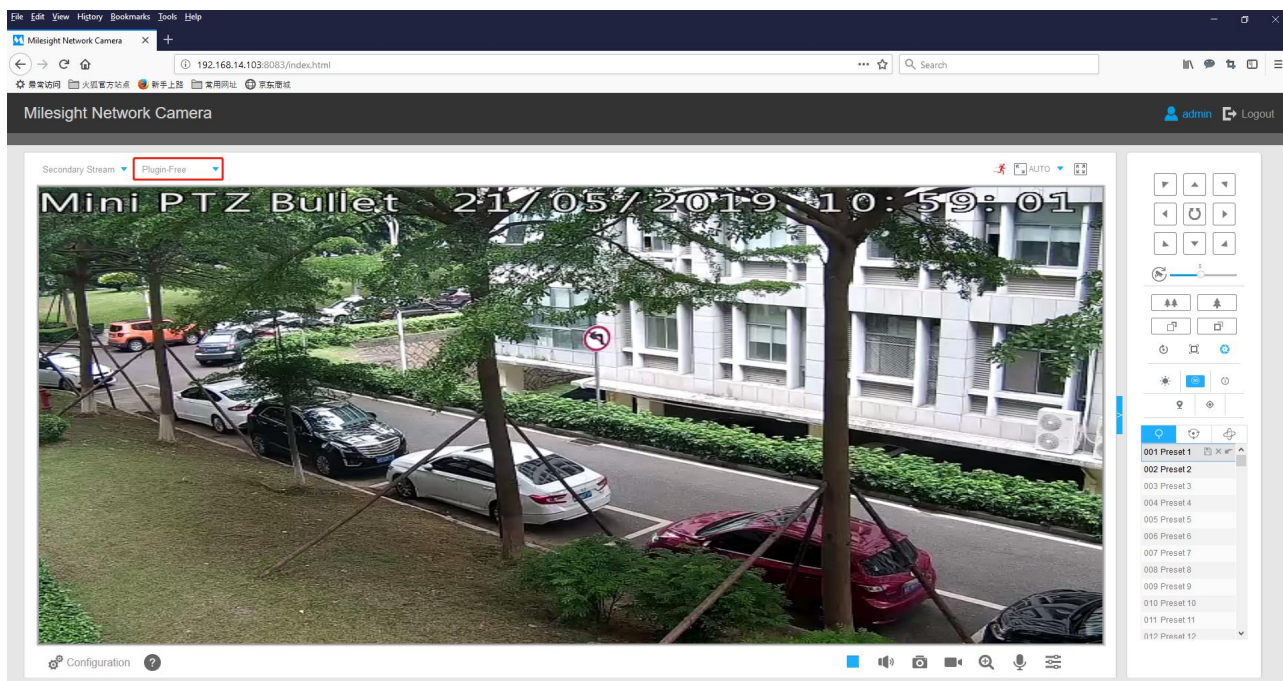 File Edit View History Bookmarks Tools Help
Milesight Network Camera
192.168.14.103:8083/index.html
Search
最常访问 火狐官方站点 新手上路 常用网址 京东商城
Milesight Network Camera
admin Logout
Secondary Stream Plugin-Free
AUTO
Mini PTZ Bullet 21/05/2019 10:59:01
5
001 Preset 1
002 Preset 2
003 Preset 3
004 Preset 4
005 Preset 5
006 Preset 6
007 Preset 7
008 Preset 8
009 Preset 9
010 Preset 10
011 Preset 11
012 Preset 12
Configuration ?